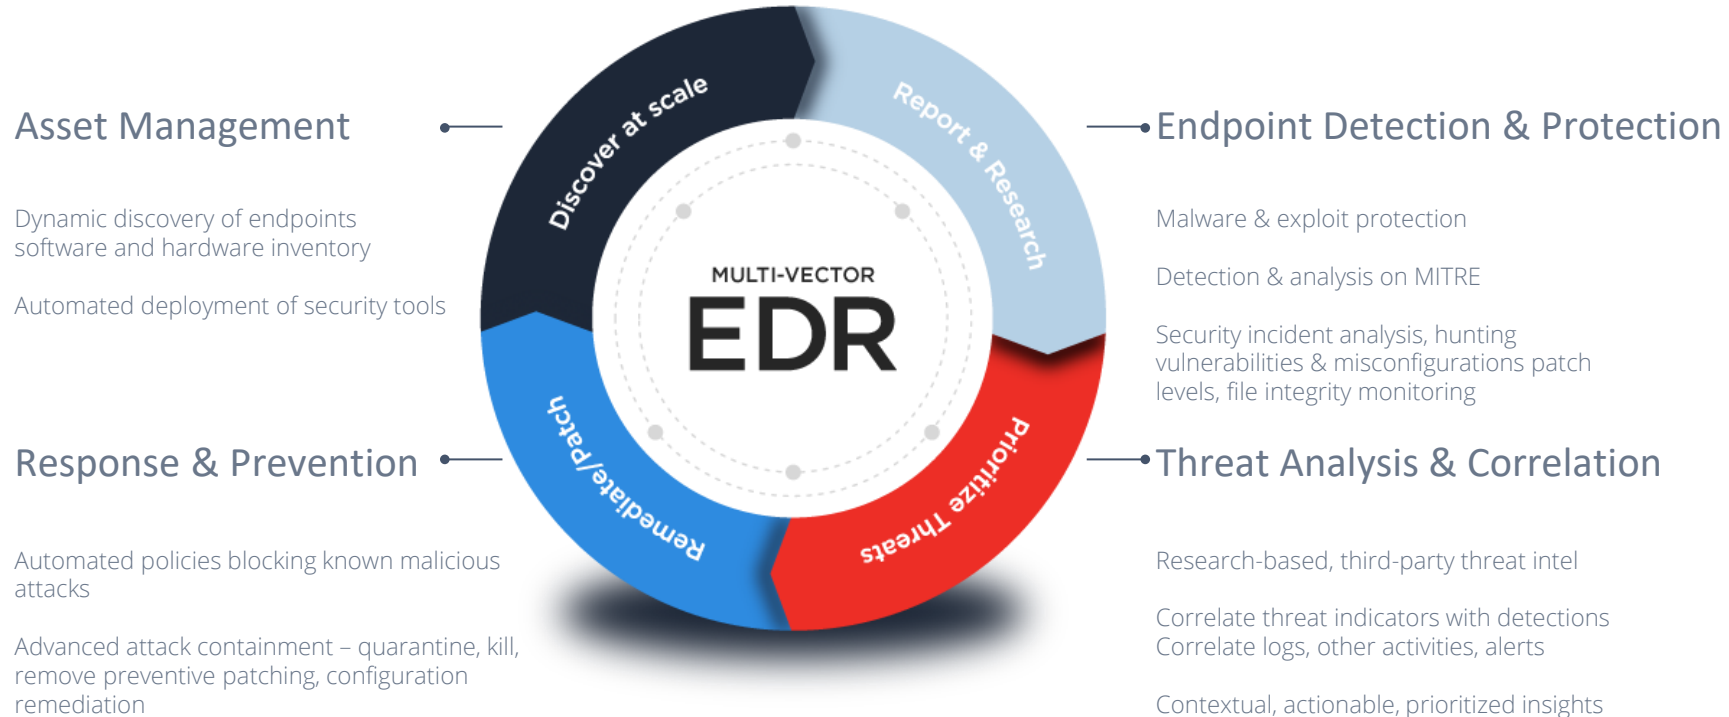 Asset Management
Dynamic discovery of endpoints
software and hardware inventory
Automated deployment of security tools
Response & Prevention
Automated policies blocking known malicious
attacks
Advanced attack containment – quarantine, kill,
remove preventive patching, configuration
remediation
Discover at scale
Report & Research
MULTI-VECTOR
EDR
Remediate/Patch
Prioritize Threats
Endpoint Detection & Protection
Malware & exploit protection
Detection & analysis on MITRE
Security incident analysis, hunting
vulnerabilities & misconfigurations patch
levels, file integrity monitoring
Threat Analysis & Correlation
Research-based, third-party threat intel
Correlate threat indicators with detections
Correlate logs, other activities, alerts
Contextual, actionable, prioritized insights